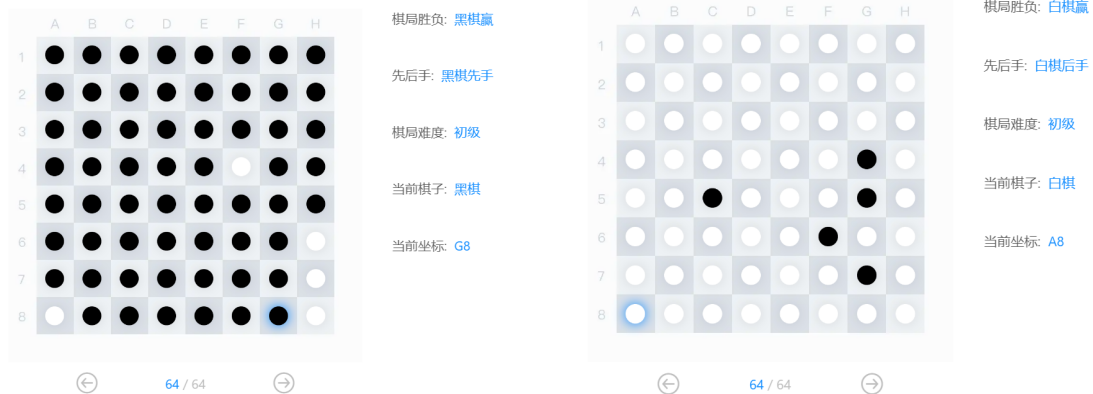 A B C D E F G H
1
2
3
4
5
6
7
8
64 / 64
棋局胜负: 黑棋赢
先后手: 黑棋先手
棋局难度: 初级
当前棋子: 黑棋
当前坐标: G8
A B C D E F G H
1
2
3
4
5
6
7
8
64 / 64
棋局胜负: 白棋赢
先后手: 白棋后手
棋局难度: 初级
当前棋子: 白棋
当前坐标: A8